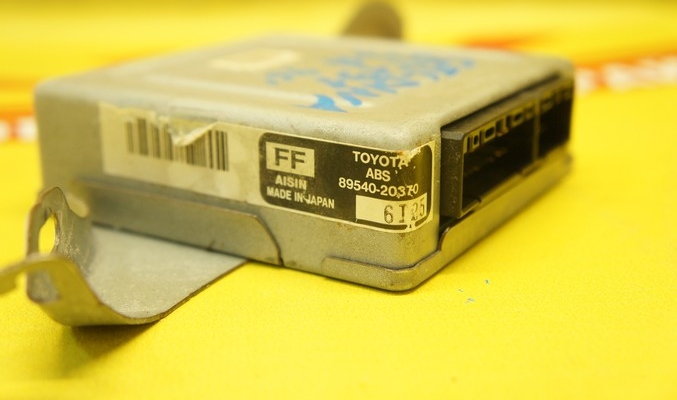 FF
AISIN
MADE IN JAPAN
TOYOTA
ABS
89540-20370
6I25